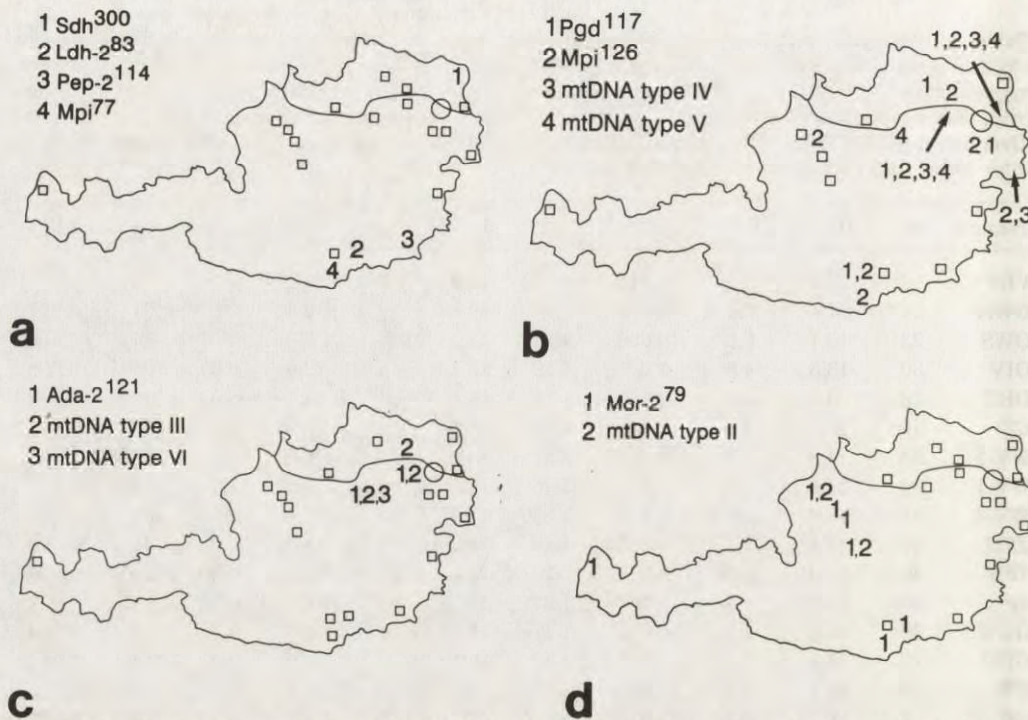 1 Sdh300
2 Ldh-283
3 Pep-2114
4 Mpi77
1
2
3
4
a
1 Pgd117
2 Mpi126
3 mtDNA type IV
4 mtDNA type V
1,2,3,4
1
2
2
4
2 1
1,2,3,4
2,3
1,2
2
b
1 Ada-2121
2 mtDNA type III
3 mtDNA type VI
2
1,2
1,2,3
c
1 Mor-279
2 mtDNA type II
1,2
1
1
1,2
1
1
1
d